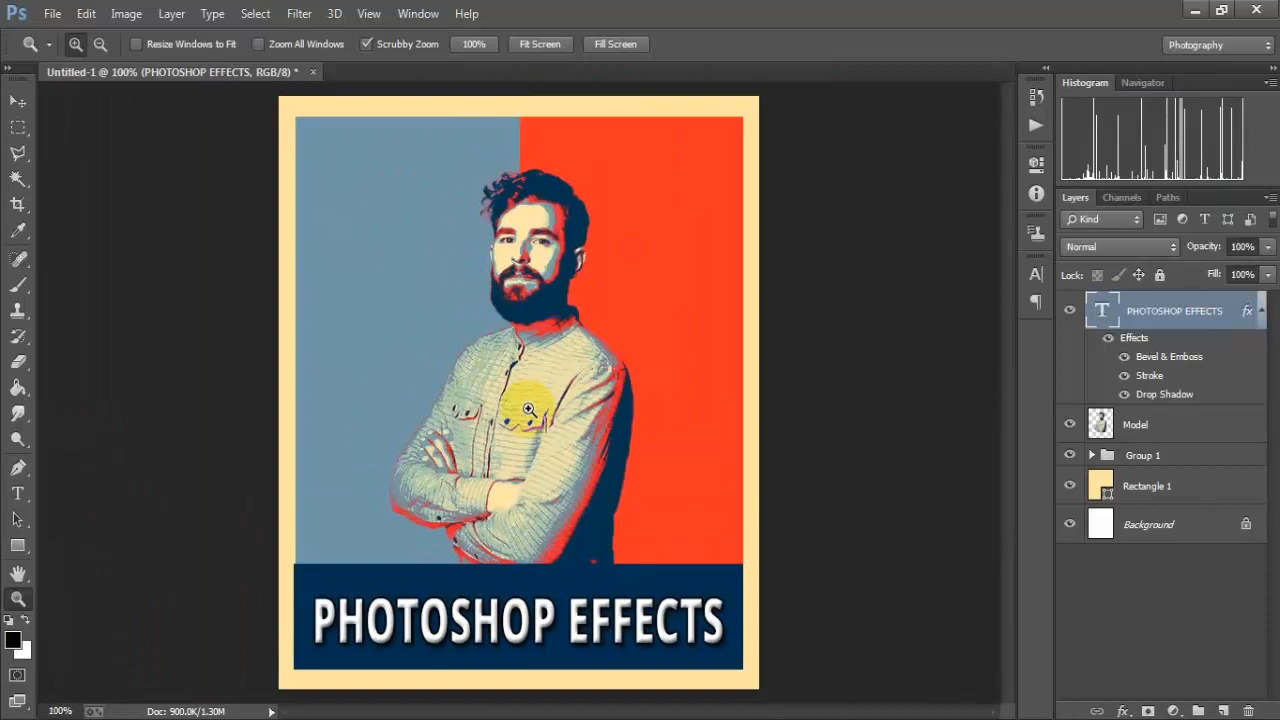 Ps File Edit Image Layer Type Select Filter 3D View Window Help
Resize Windows to Fit Zoom All Windows Scrubby Zoom 100% Fit Screen Fill Screen Photography
Untitled-1 @ 100% (PHOTOSHOP EFFECTS, RGB/8) *
Histogram Navigator
Layers Channels Paths
Kind
Normal Opacity: 100%
Lock: Fill: 100%
T PHOTOSHOP EFFECTS fx
Effects
Bevel & Emboss
Stroke
Drop Shadow
Model
Group 1
Rectangle 1
Background
PHOTOSHOP EFFECTS
100% Doc: 900.0K/1.30M